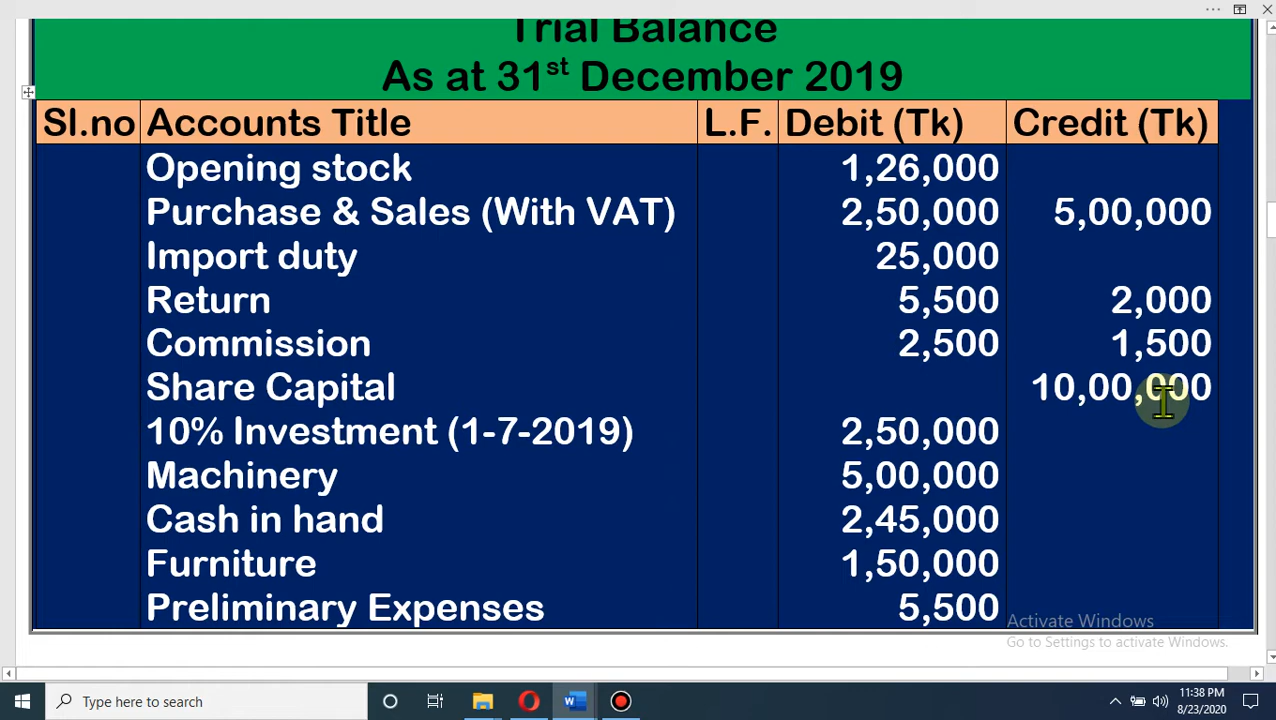 Trial Balance
As at 31st December 2019
Sl.no Accounts Title L.F. Debit (Tk) Credit (Tk)
Opening stock 1,26,000
Purchase & Sales (With VAT) 2,50,000 5,00,000
Import duty 25,000
Return 5,500 2,000
Commission 2,500 1,500
Share Capital 10,00,000
10% Investment (1-7-2019) 2,50,000
Machinery 5,00,000
Cash in hand 2,45,000
Furniture 1,50,000
Preliminary Expenses 5,500
Activate Windows
Go to Settings to activate Windows.
Type here to search
11:38 PM
8/23/2020